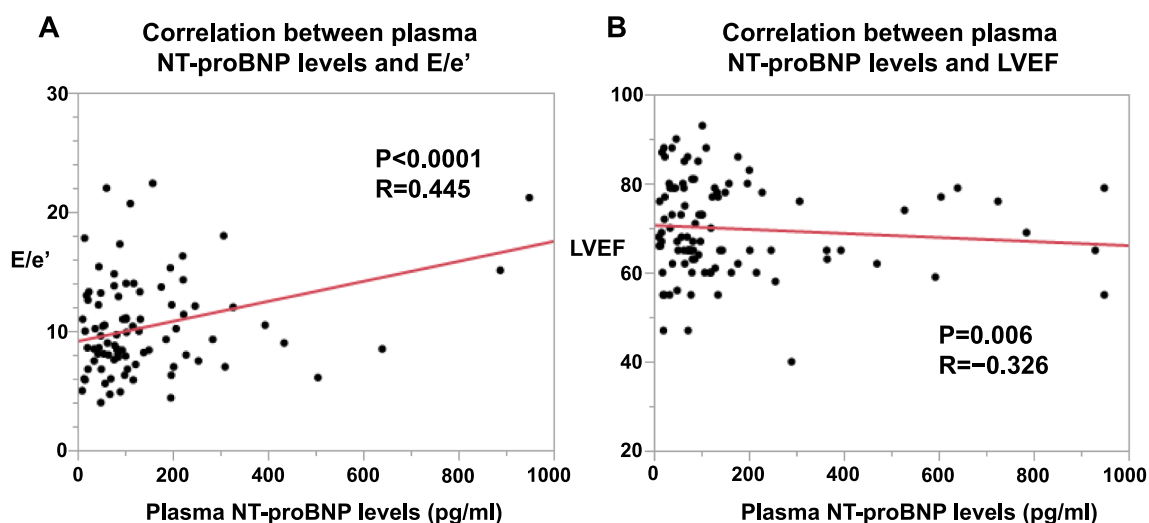 A
Correlation between plasma
NT-proBNP levels and E/e’
30
20
10
0
E/e’
P<0.0001
R=0.445
0 200 400 600 800 1000
Plasma NT-proBNP levels (pg/ml)
B
Correlation between plasma
NT-proBNP levels and LVEF
100
80
60
40
20
LVEF
P=0.006
R=−0.326
0 200 400 600 800 1000
Plasma NT-proBNP levels (pg/ml)